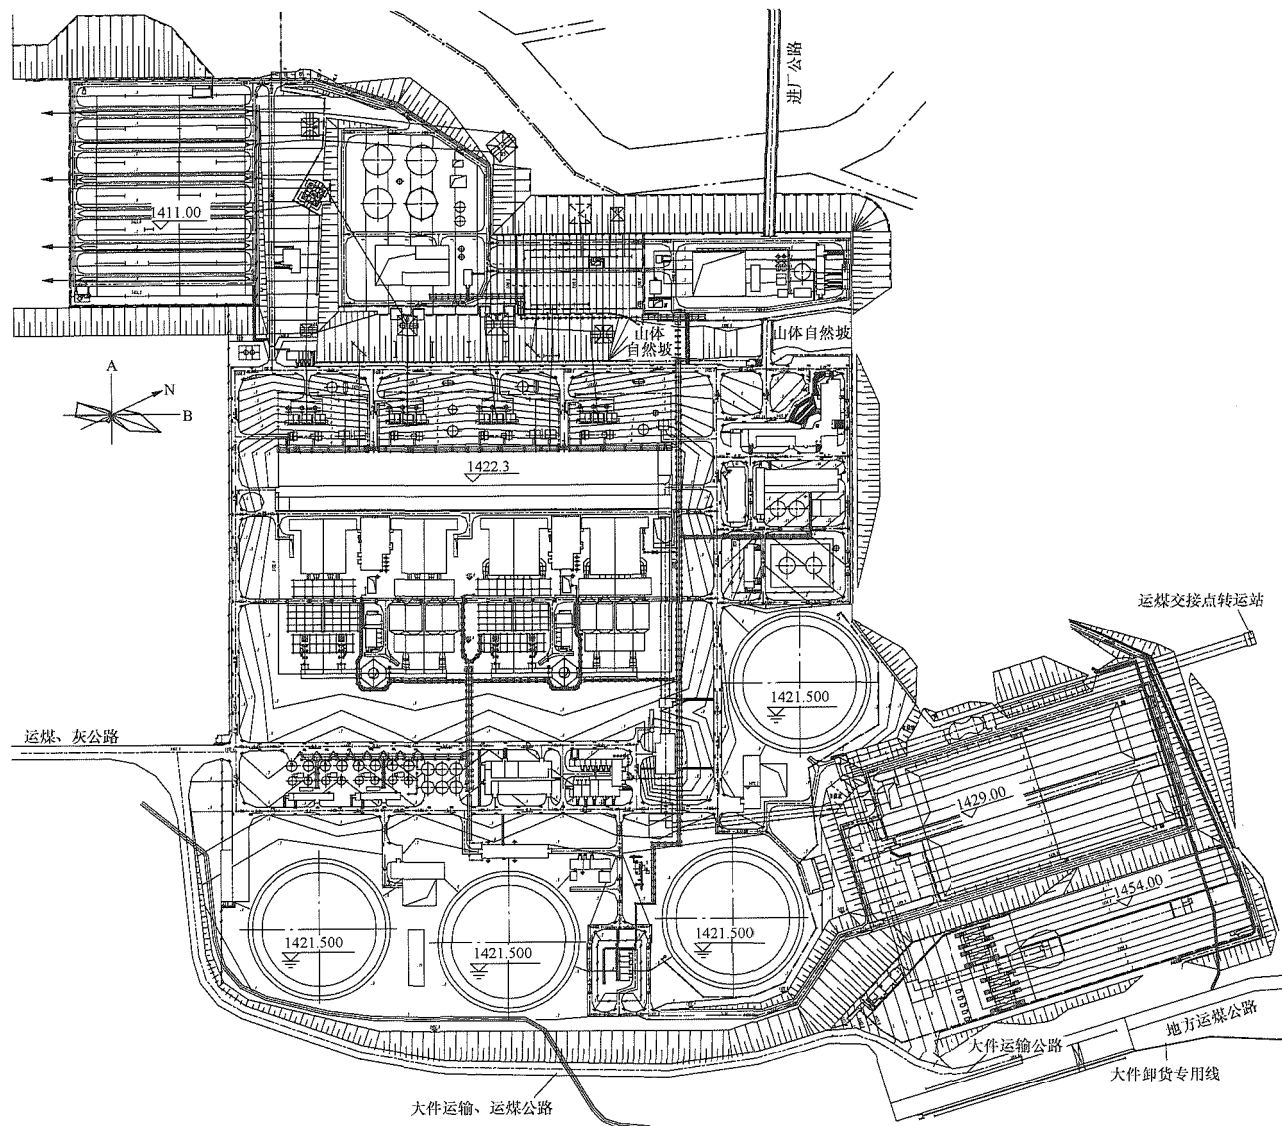 进厂公路
1411.00
山体
自然坡
山体自然坡
A
N
B
1422.3
运煤交接点转运站
1421.500
运煤、灰公路
1429.00
1454.00
1421.500
1421.500
1421.500
地方运煤公路
大件运输公路
大件卸货专用线
大件运输、运煤公路